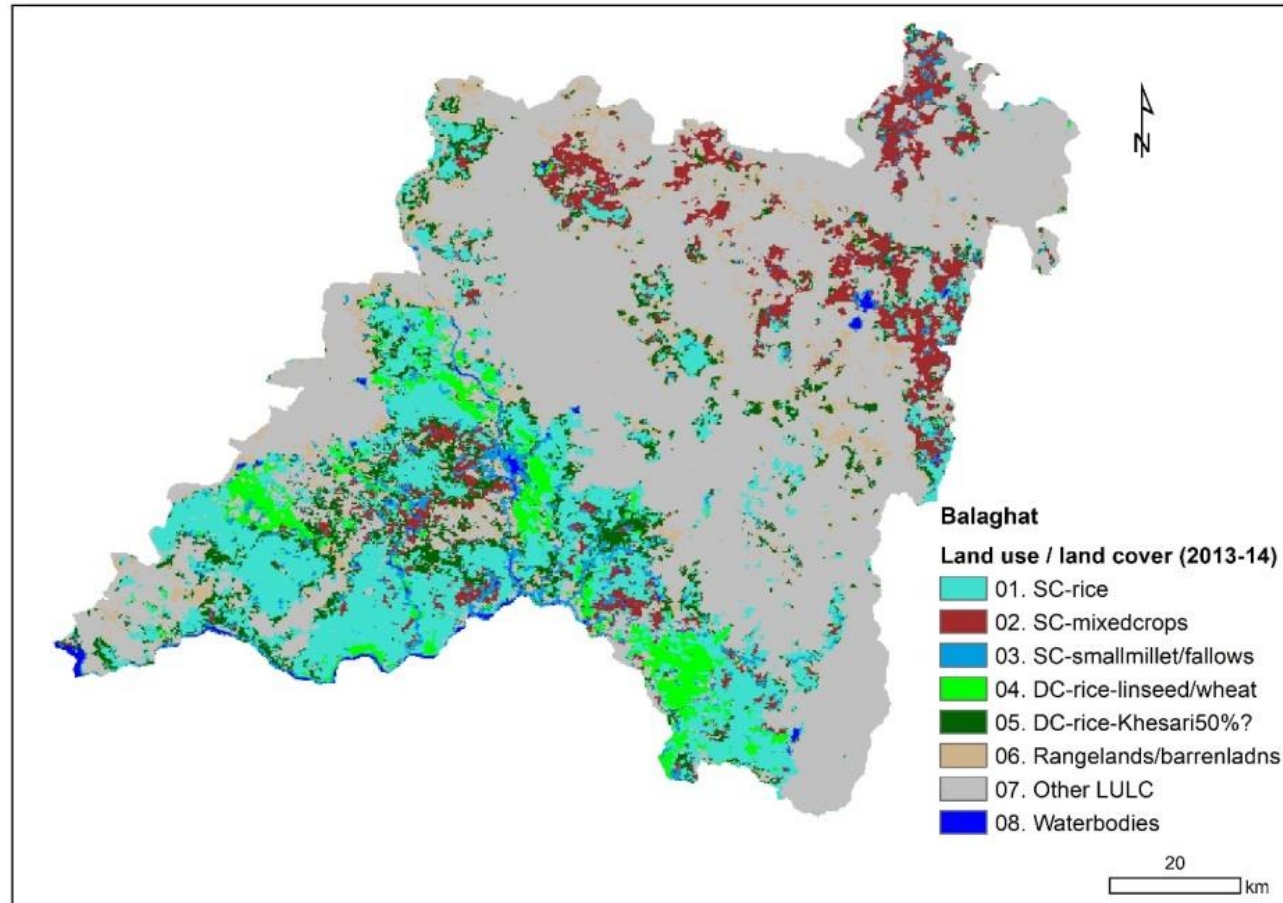 N
Balaghat
Land use / land cover (2013-14)
01. SC-rice
02. SC-mixedcrops
03. SC-smallmillet/fallows
04. DC-rice-linseed/wheat
05. DC-rice-Khesari50%?
06. Rangelands/barrenladns
07. Other LULC
08. Waterbodies
20
km